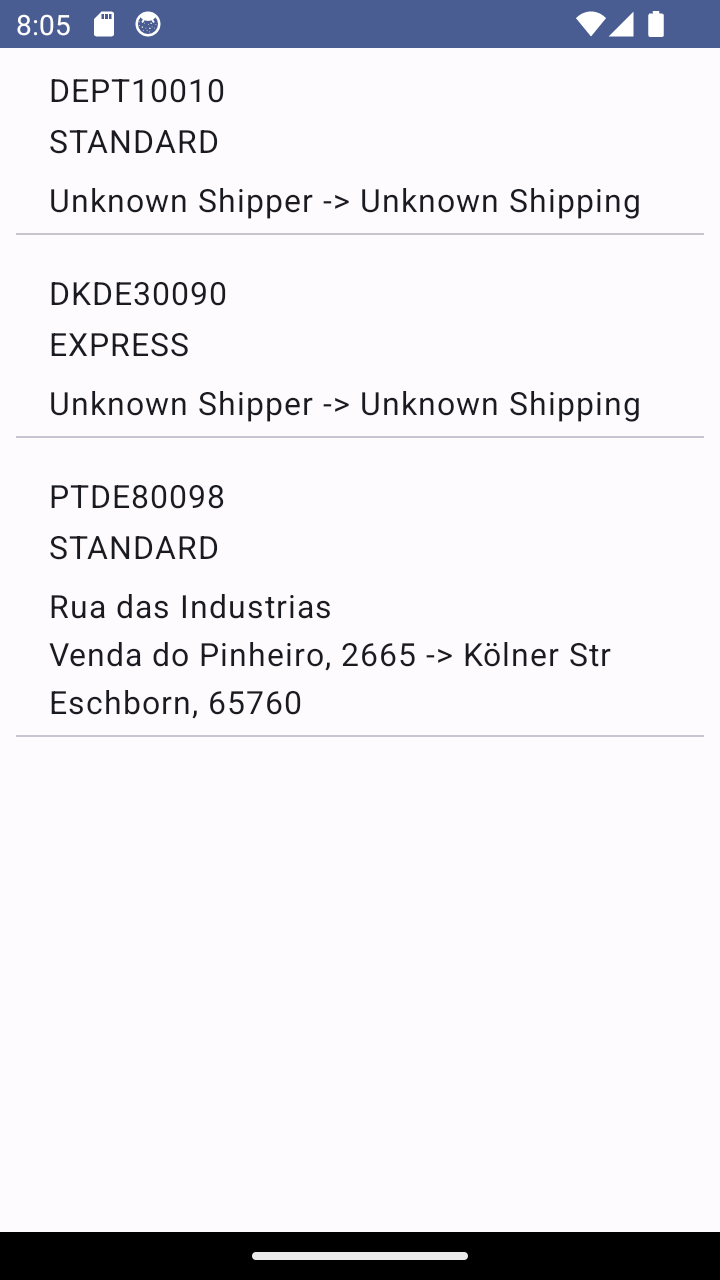 8:05
DEPT10010
STANDARD
Unknown Shipper -> Unknown Shipping
DKDE30090
EXPRESS
Unknown Shipper -> Unknown Shipping
PTDE80098
STANDARD
Rua das Industrias
Venda do Pinheiro, 2665 -> Kölner Str
Eschborn, 65760